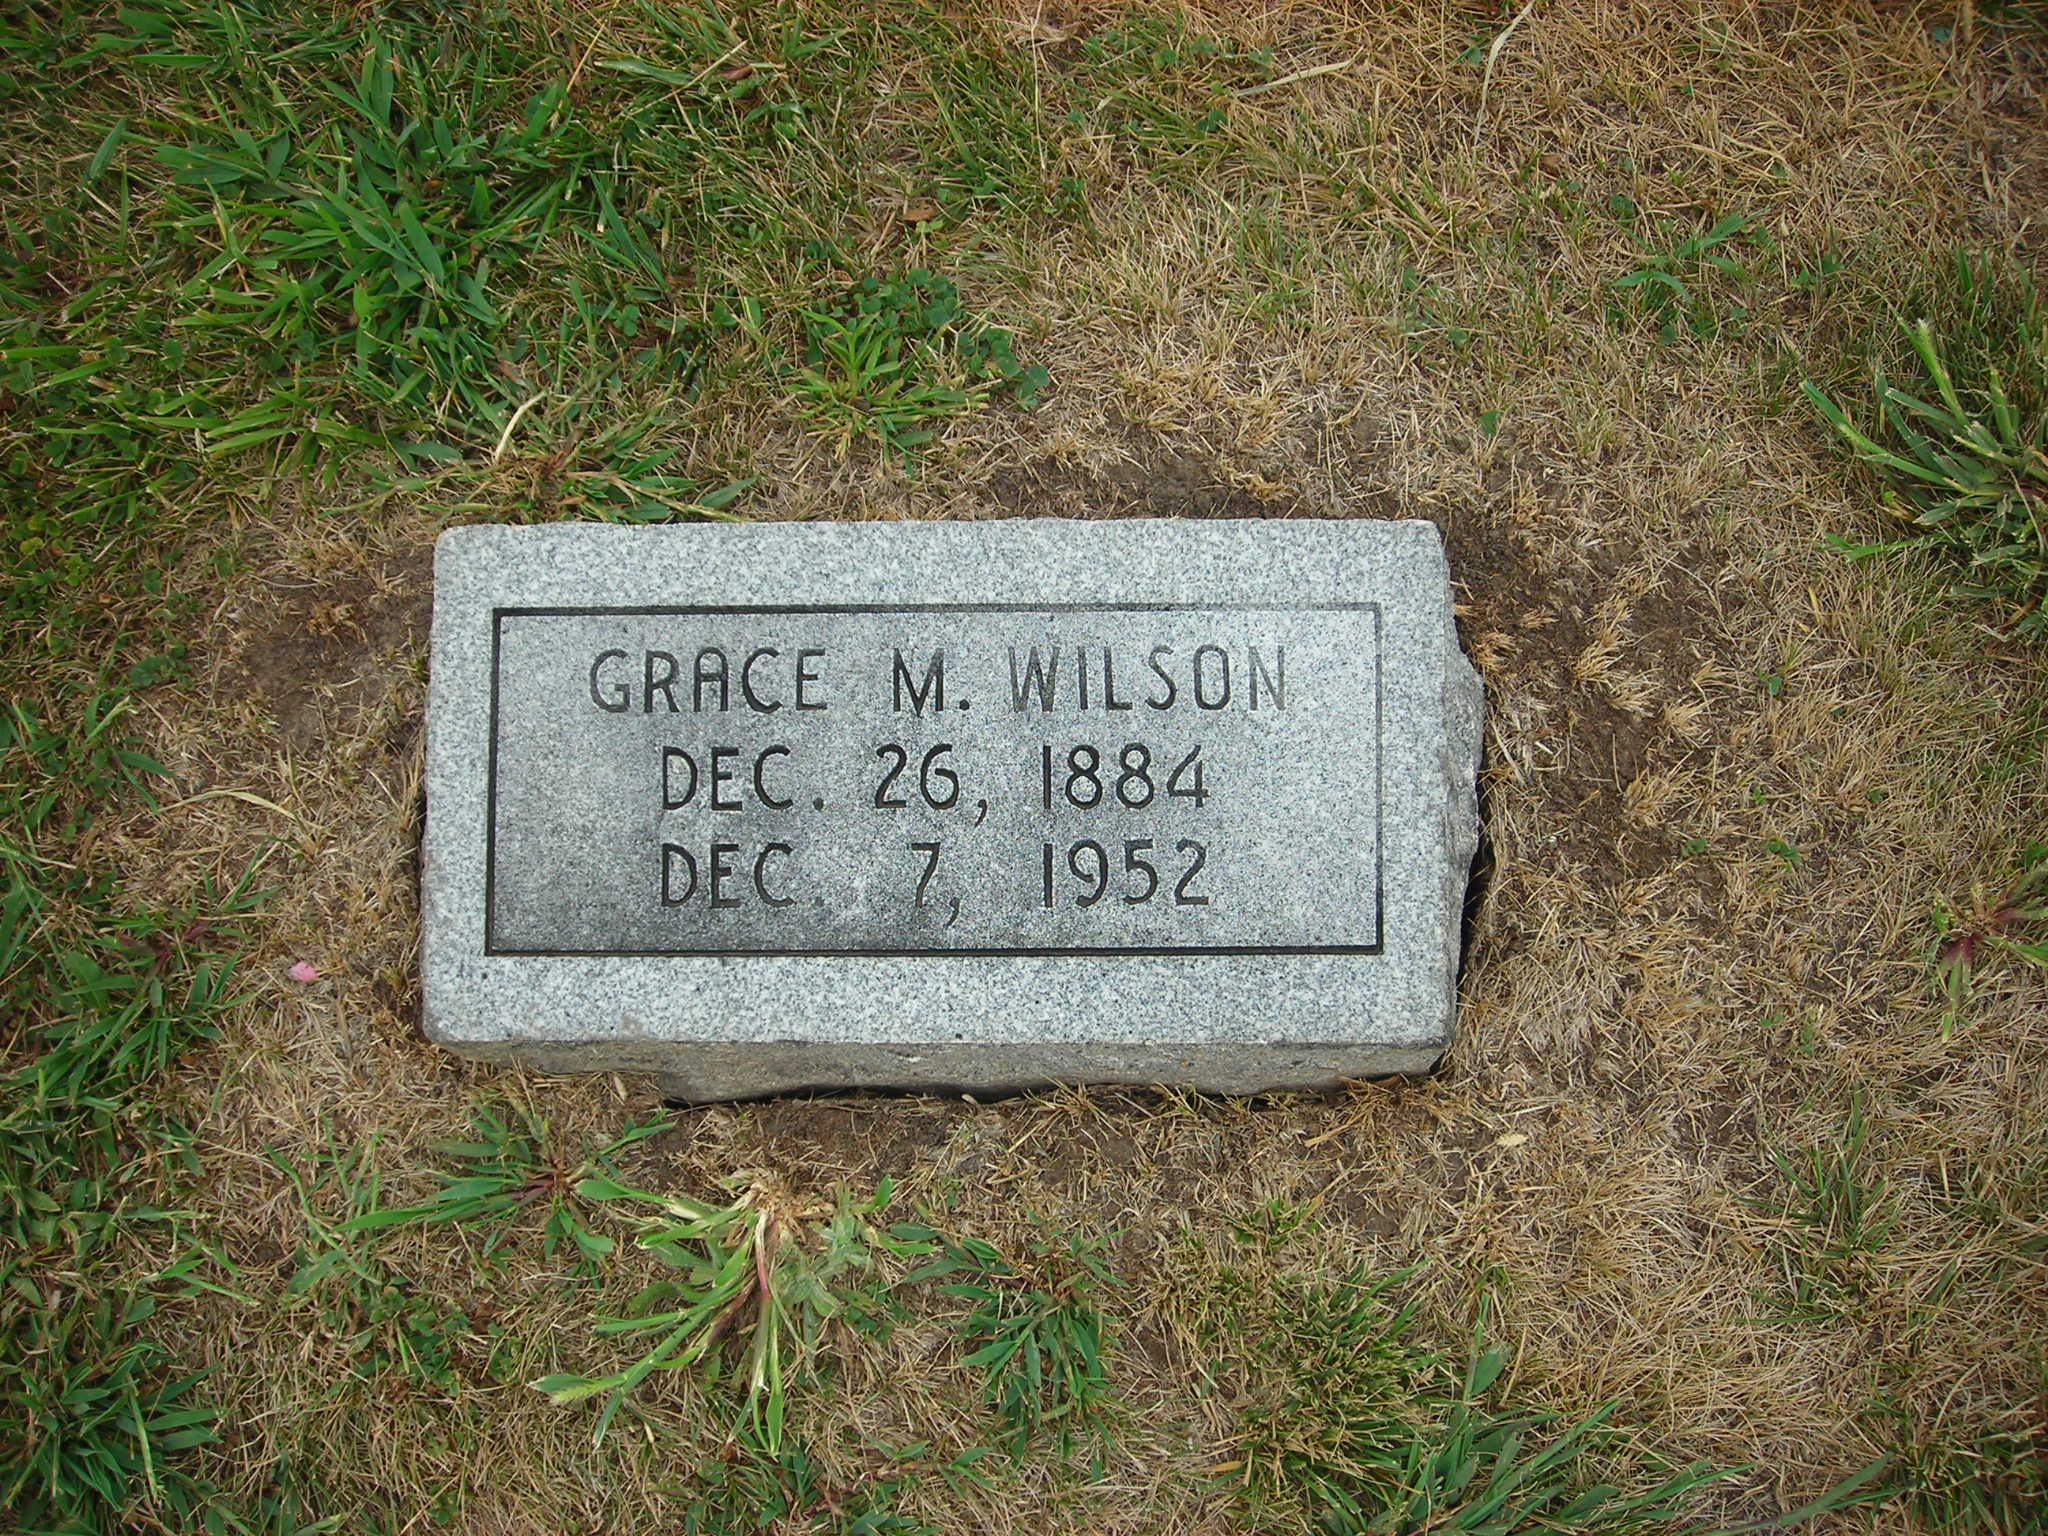 GRACE M. WILSON
DEC. 26, 1884
DEC. 7, 1952